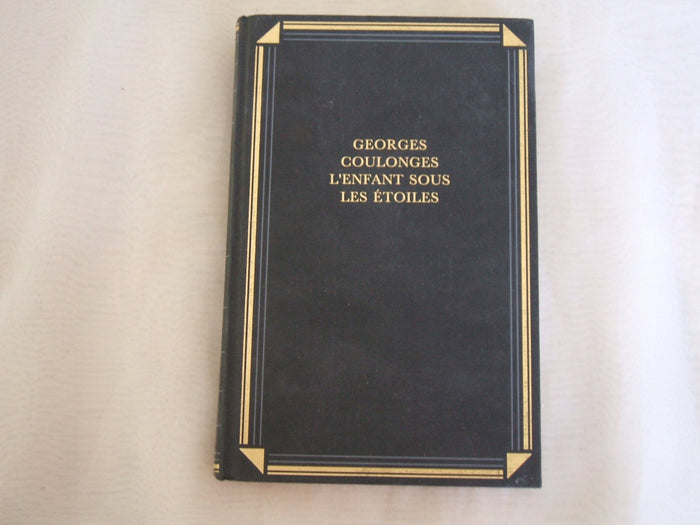 GEORGES
COULONGES
L'ENFANT SOUS
LES ÉTOILES